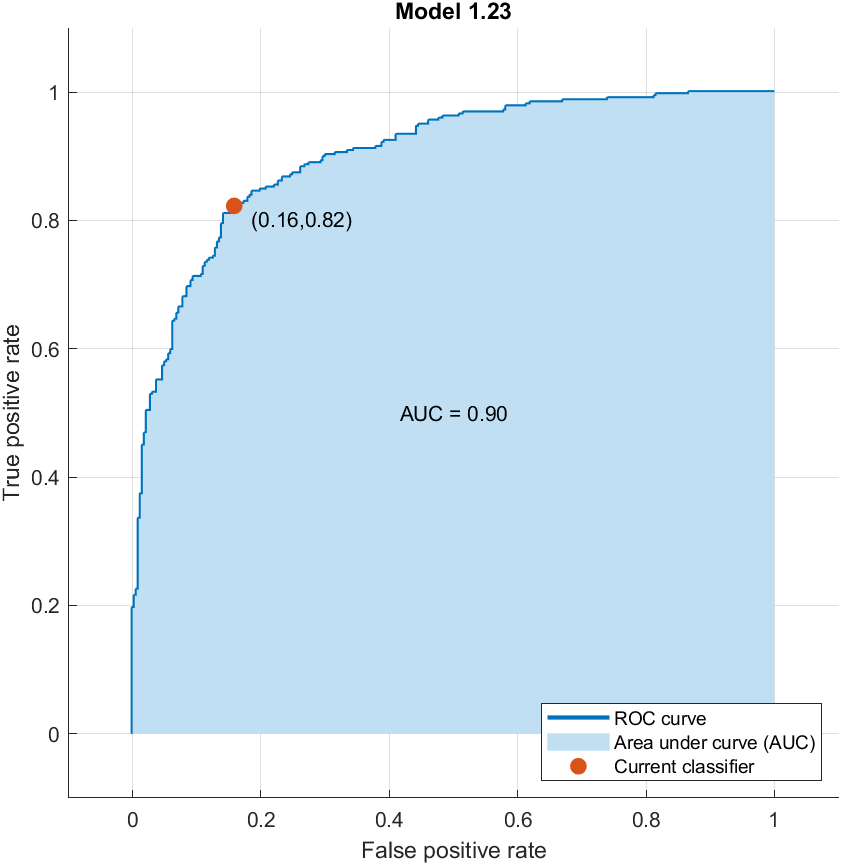 Model 1.23
1
0.8
0.6
0.4
0.2
0
True positive rate
(0.16,0.82)
AUC = 0.90
ROC curve
Area under curve (AUC)
Current classifier
0 0.2 0.4 0.6 0.8 1
False positive rate